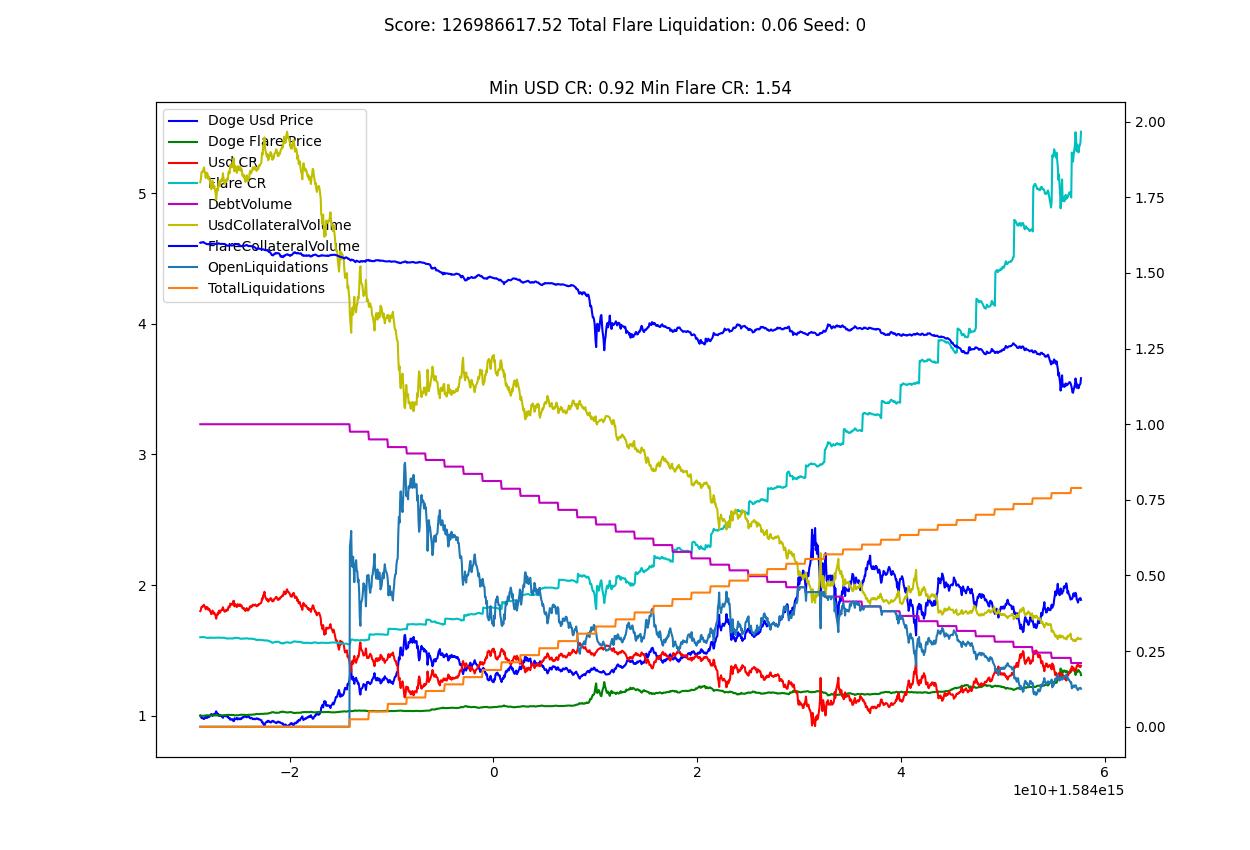 Score: 126986617.52 Total Flare Liquidation: 0.06 Seed: 0
Min USD CR: 0.92 Min Flare CR: 1.54
Doge Usd Price
Doge Flare Price
Usd CR
Flare CR
DebtVolume
UsdCollateralVolume
FlareCollateralVolume
OpenLiquidations
TotalLiquidations
5
4
3
2
1
2.00
1.75
1.50
1.25
1.00
0.75
0.50
0.25
0.00
−2
0
2
4
6
1e10+1.584e15